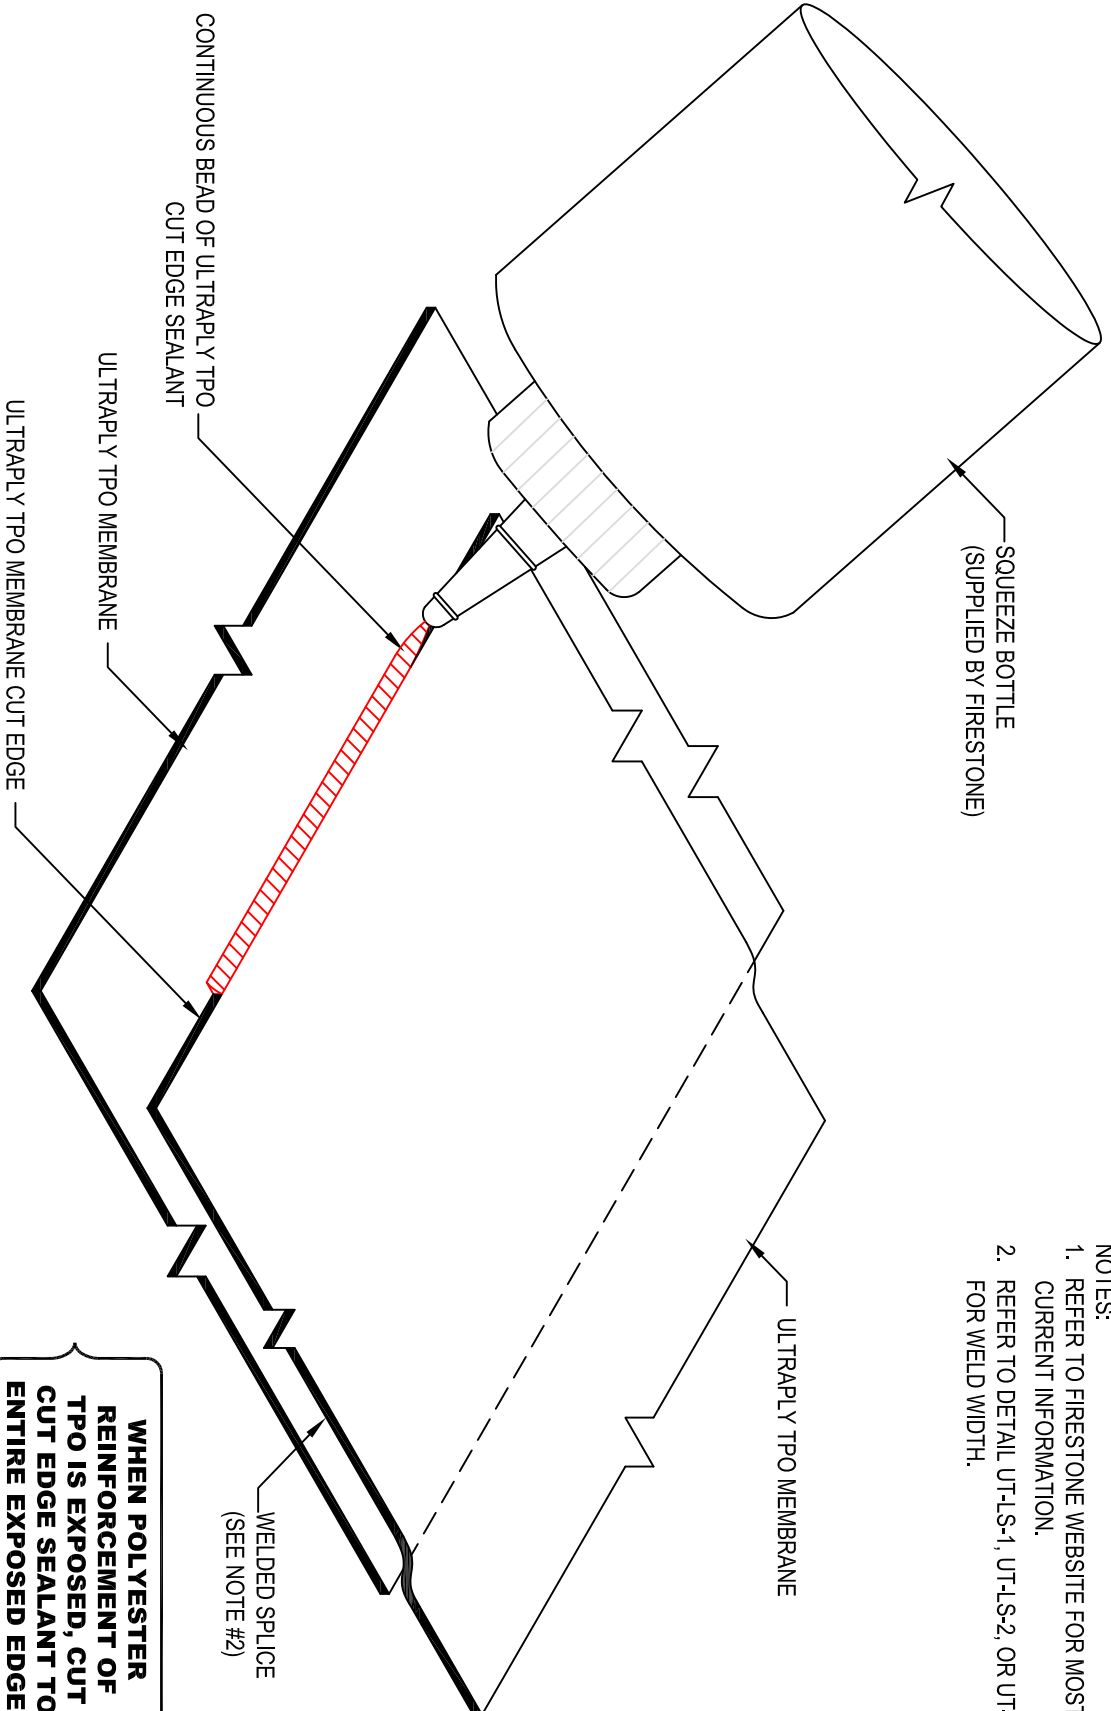 NOTES:
1. REFER TO FIRESTONE WEBSITE FOR MOST
CURRENT INFORMATION.
2. REFER TO DETAIL UT-LS-1, UT-LS-2, OR UT-
FOR WELD WIDTH.
SQUEEZE BOTTLE
(SUPPLIED BY FIRESTONE)
ULTRAPLY TPO MEMBRANE
CONTINUOUS BEAD OF ULTRAPLY TPO
CUT EDGE SEALANT
ULTRAPLY TPO MEMBRANE
ULTRAPLY TPO MEMBRANE CUT EDGE
WELDED SPLICE
(SEE NOTE #2)
WHEN POLYESTER
REINFORCEMENT OF
TPO IS EXPOSED, CUT
CUT EDGE SEALANT TO
ENTIRE EXPOSED EDGE